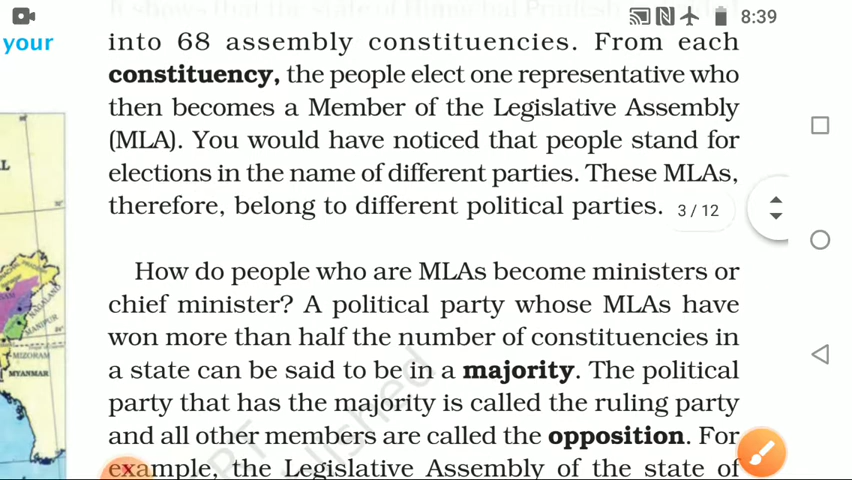 8:39
your
into 68 assembly constituencies. From each
constituency, the people elect one representative who
then becomes a Member of the Legislative Assembly
(MLA). You would have noticed that people stand for
elections in the name of different parties. These MLAs,
therefore, belong to different political parties.
3 / 12
How do people who are MLAs become ministers or
chief minister? A political party whose MLAs have
won more than half the number of constituencies in
a state can be said to be in a majority. The political
party that has the majority is called the ruling party
and all other members are called the opposition. For
example, the Legislative Assembly of the state of
L
NAGALAND
MANIPUR
MIZORAM
MYANMAR